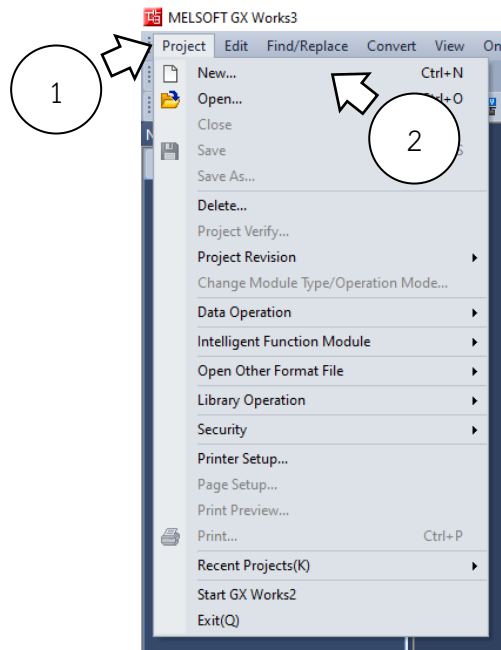 MELSOFT GX Works3
Project Edit Find/Replace Convert View On
1
New... Ctrl+N
Open... Ctrl+O
2
Close
Save S
Save As...
Delete...
Project Verify...
Project Revision
Change Module Type/Operation Mode...
Data Operation
Intelligent Function Module
Open Other Format File
Library Operation
Security
Printer Setup...
Page Setup...
Print Preview...
Print... Ctrl+P
Recent Projects(K)
Start GX Works2
Exit(Q)